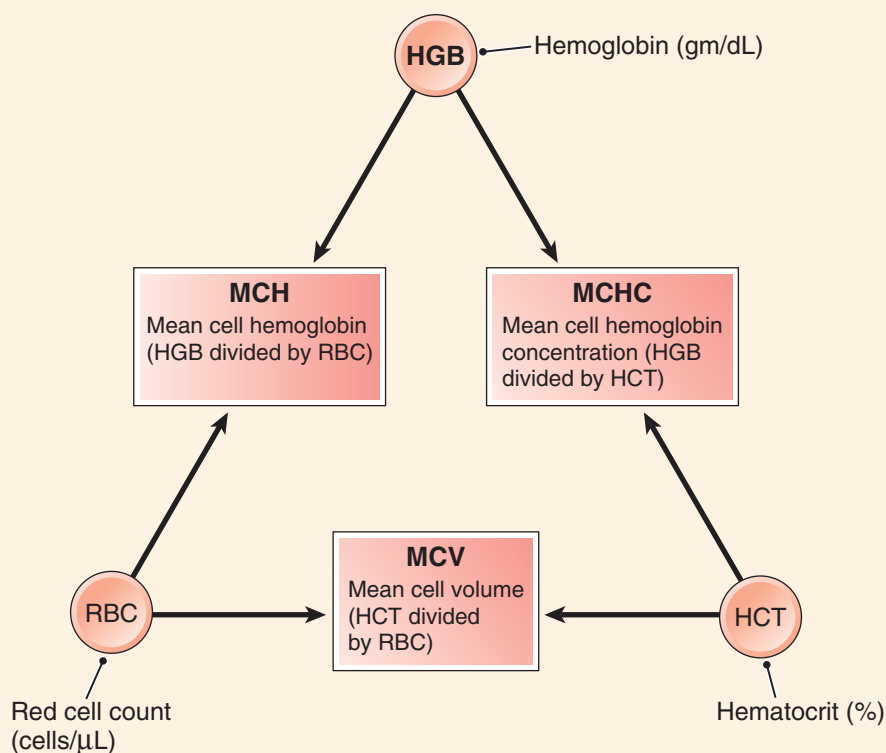 HGB
Hemoglobin (gm/dL)
MCH
Mean cell hemoglobin
(HGB divided by RBC)
MCHC
Mean cell hemoglobin
concentration (HGB
divided by HCT)
MCV
Mean cell volume
(HCT divided
by RBC)
RBC
HCT
Red cell count
(cells/μL)
Hematocrit (%)